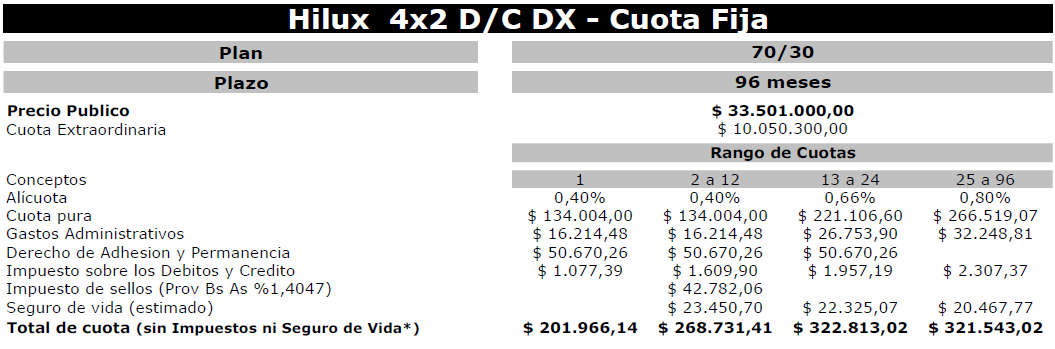 Hilux 4x2 D/C DX - Cuota Fija
Plan 70/30
Plazo 96 meses
Precio Publico $ 33.501.000,00
Cuota Extraordinaria $ 10.050.300,00
Rango de Cuotas
Conceptos 1 2 a 12 13 a 24 25 a 96
Alícuota 0,40% 0,40% 0,66% 0,80%
Cuota pura $ 134.004,00 $ 134.004,00 $ 221.106,60 $ 266.519,07
Gastos Administrativos $ 16.214,48 $ 16.214,48 $ 26.753,90 $ 32.248,81
Derecho de Adhesion y Permanencia $ 50.670,26 $ 50.670,26 $ 50.670,26
Impuesto sobre los Debitos y Credito $ 1.077,39 $ 1.609,90 $ 1.957,19 $ 2.307,37
Impuesto de sellos (Prov Bs As %1,4047) $ 42.782,06
Seguro de vida (estimado) $ 23.450,70 $ 22.325,07 $ 20.467,77
Total de cuota (sin Impuestos ni Seguro de Vida*) $ 201.966,14 $ 268.731,41 $ 322.813,02 $ 321.543,02